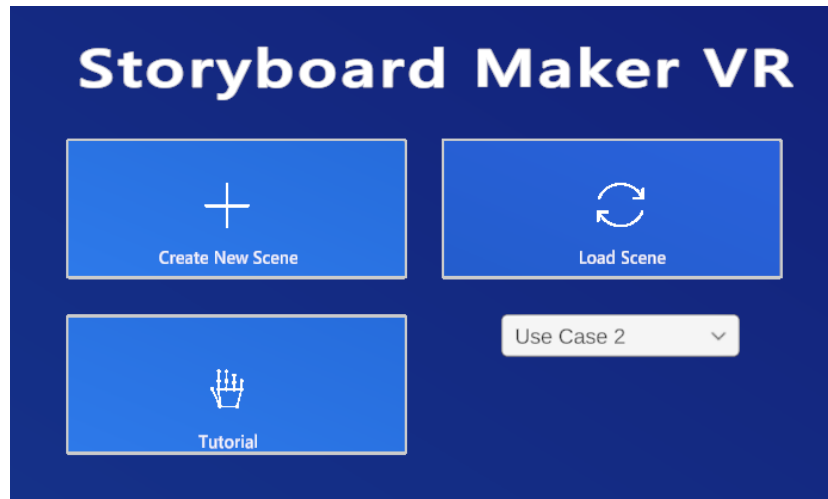 Storyboard Maker VR
Create New Scene
Load Scene
Use Case 2
Tutorial